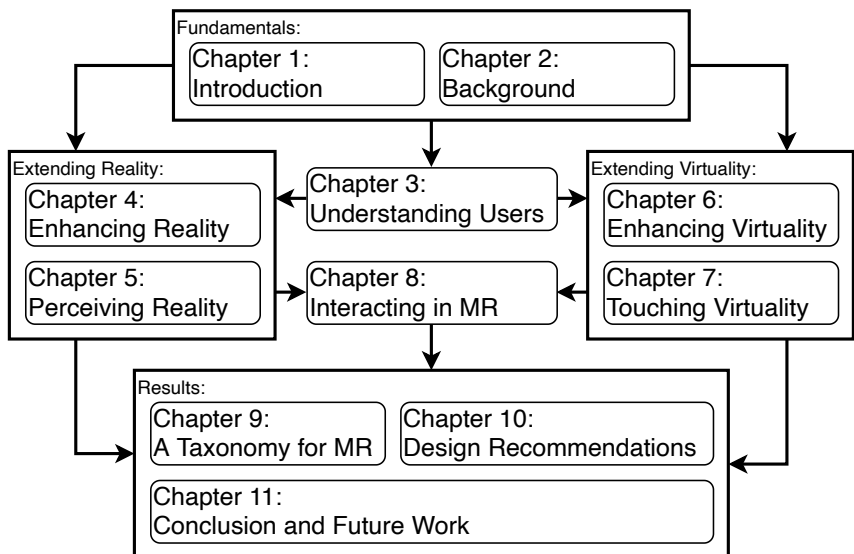 Fundamentals:
Chapter 1:
Introduction
Chapter 2:
Background
Extending Reality:
Chapter 4:
Enhancing Reality
Chapter 5:
Perceiving Reality
Chapter 3:
Understanding Users
Chapter 8:
Interacting in MR
Extending Virtuality:
Chapter 6:
Enhancing Virtuality
Chapter 7:
Touching Virtuality
Results:
Chapter 9:
A Taxonomy for MR
Chapter 10:
Design Recommendations
Chapter 11:
Conclusion and Future Work